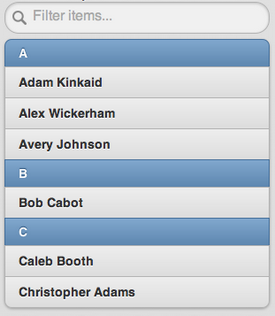 Filter items...
A
Adam Kinkaid
Alex Wickerham
Avery Johnson
B
Bob Cabot
C
Caleb Booth
Christopher Adams